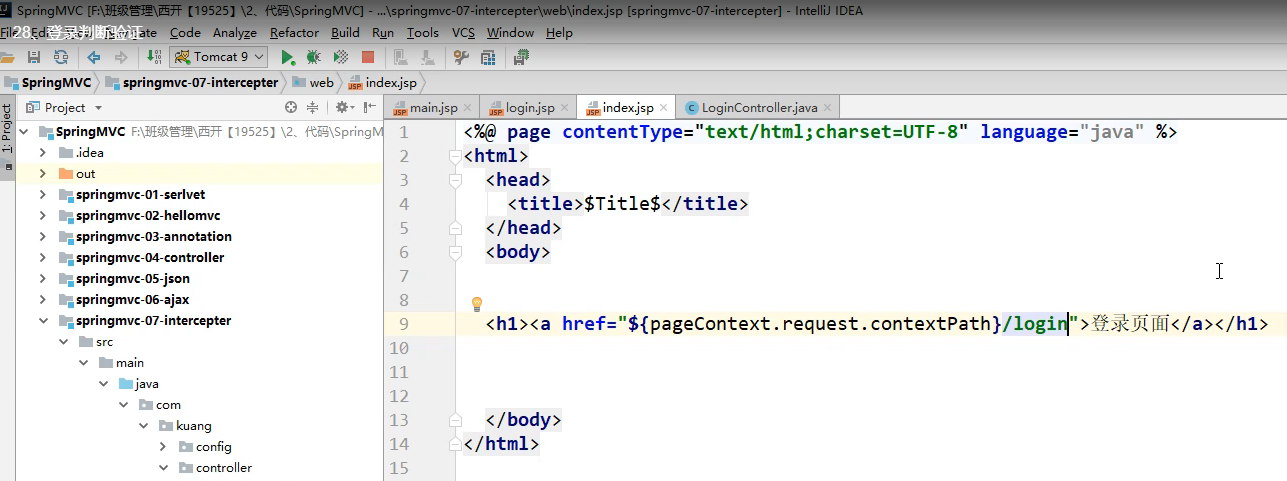 SpringMVC [F:\班级管理\西开【19525】\2、代码\SpringMVC] - ...\springmvc-07-intercepter\web\index.jsp [springmvc-07-intercepter] - IntelliJ IDEA
28、登录判断验证
Code Analyze Refactor Build Run Tools VCS Window Help
Tomcat 9
SpringMVC springmvc-07-intercepter web index.jsp
1: Project
Project
main.jsp login.jsp index.jsp LoginController.java
SpringMVC F:\班级管理\西开【19525】\2、代码\SpringM
.idea
out
springmvc-01-serlvet
springmvc-02-hellomvc
springmvc-03-annotation
springmvc-04-controller
springmvc-05-json
springmvc-06-ajax
springmvc-07-intercepter
src
main
java
com
kuang
config
controller
1 <%@ page contentType="text/html;charset=UTF-8" language="java" %>
2 <html>
3 <head>
4 <title>$Title$</title>
5 </head>
6 <body>
7
8
9 <h1><a href="${pageContext.request.contextPath}/login">登录页面</a></h1>
10
11
12
13 </body>
14 </html>
15